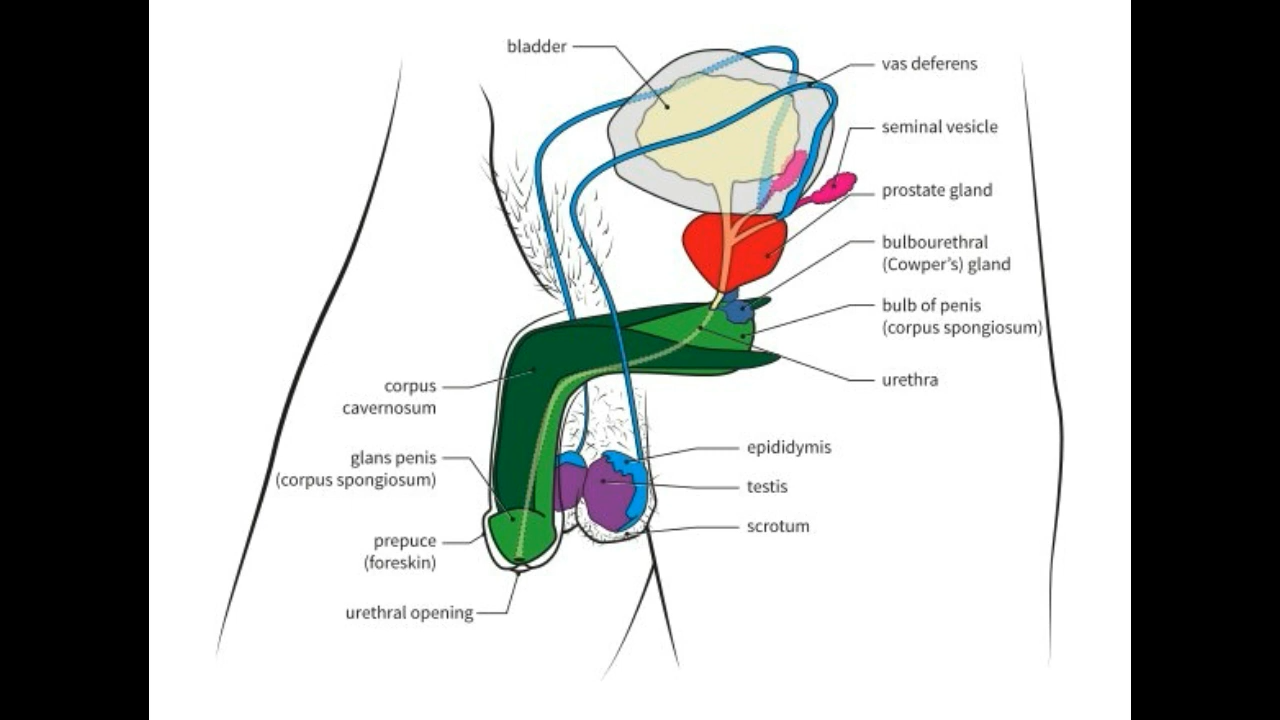 bladder
vas deferens
seminal vesicle
prostate gland
bulbourethral
(Cowper's) gland
bulb of penis
(corpus spongiosum)
urethra
corpus
cavernosum
glans penis
(corpus spongiosum)
prepuce
(foreskin)
urethral opening
epididymis
testis
scrotum